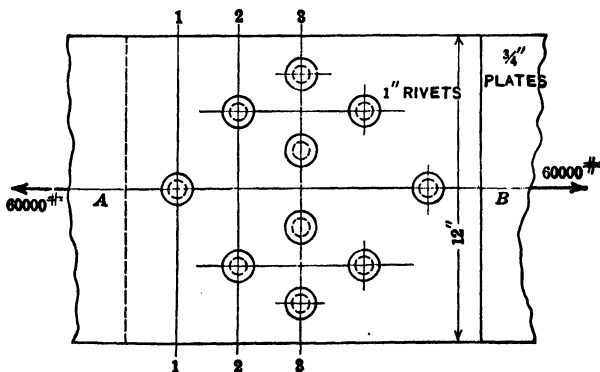 1 2 3
3/4"
PLATES
1" RIVETS
60000#
60000#
A
B
12"
1 2 3